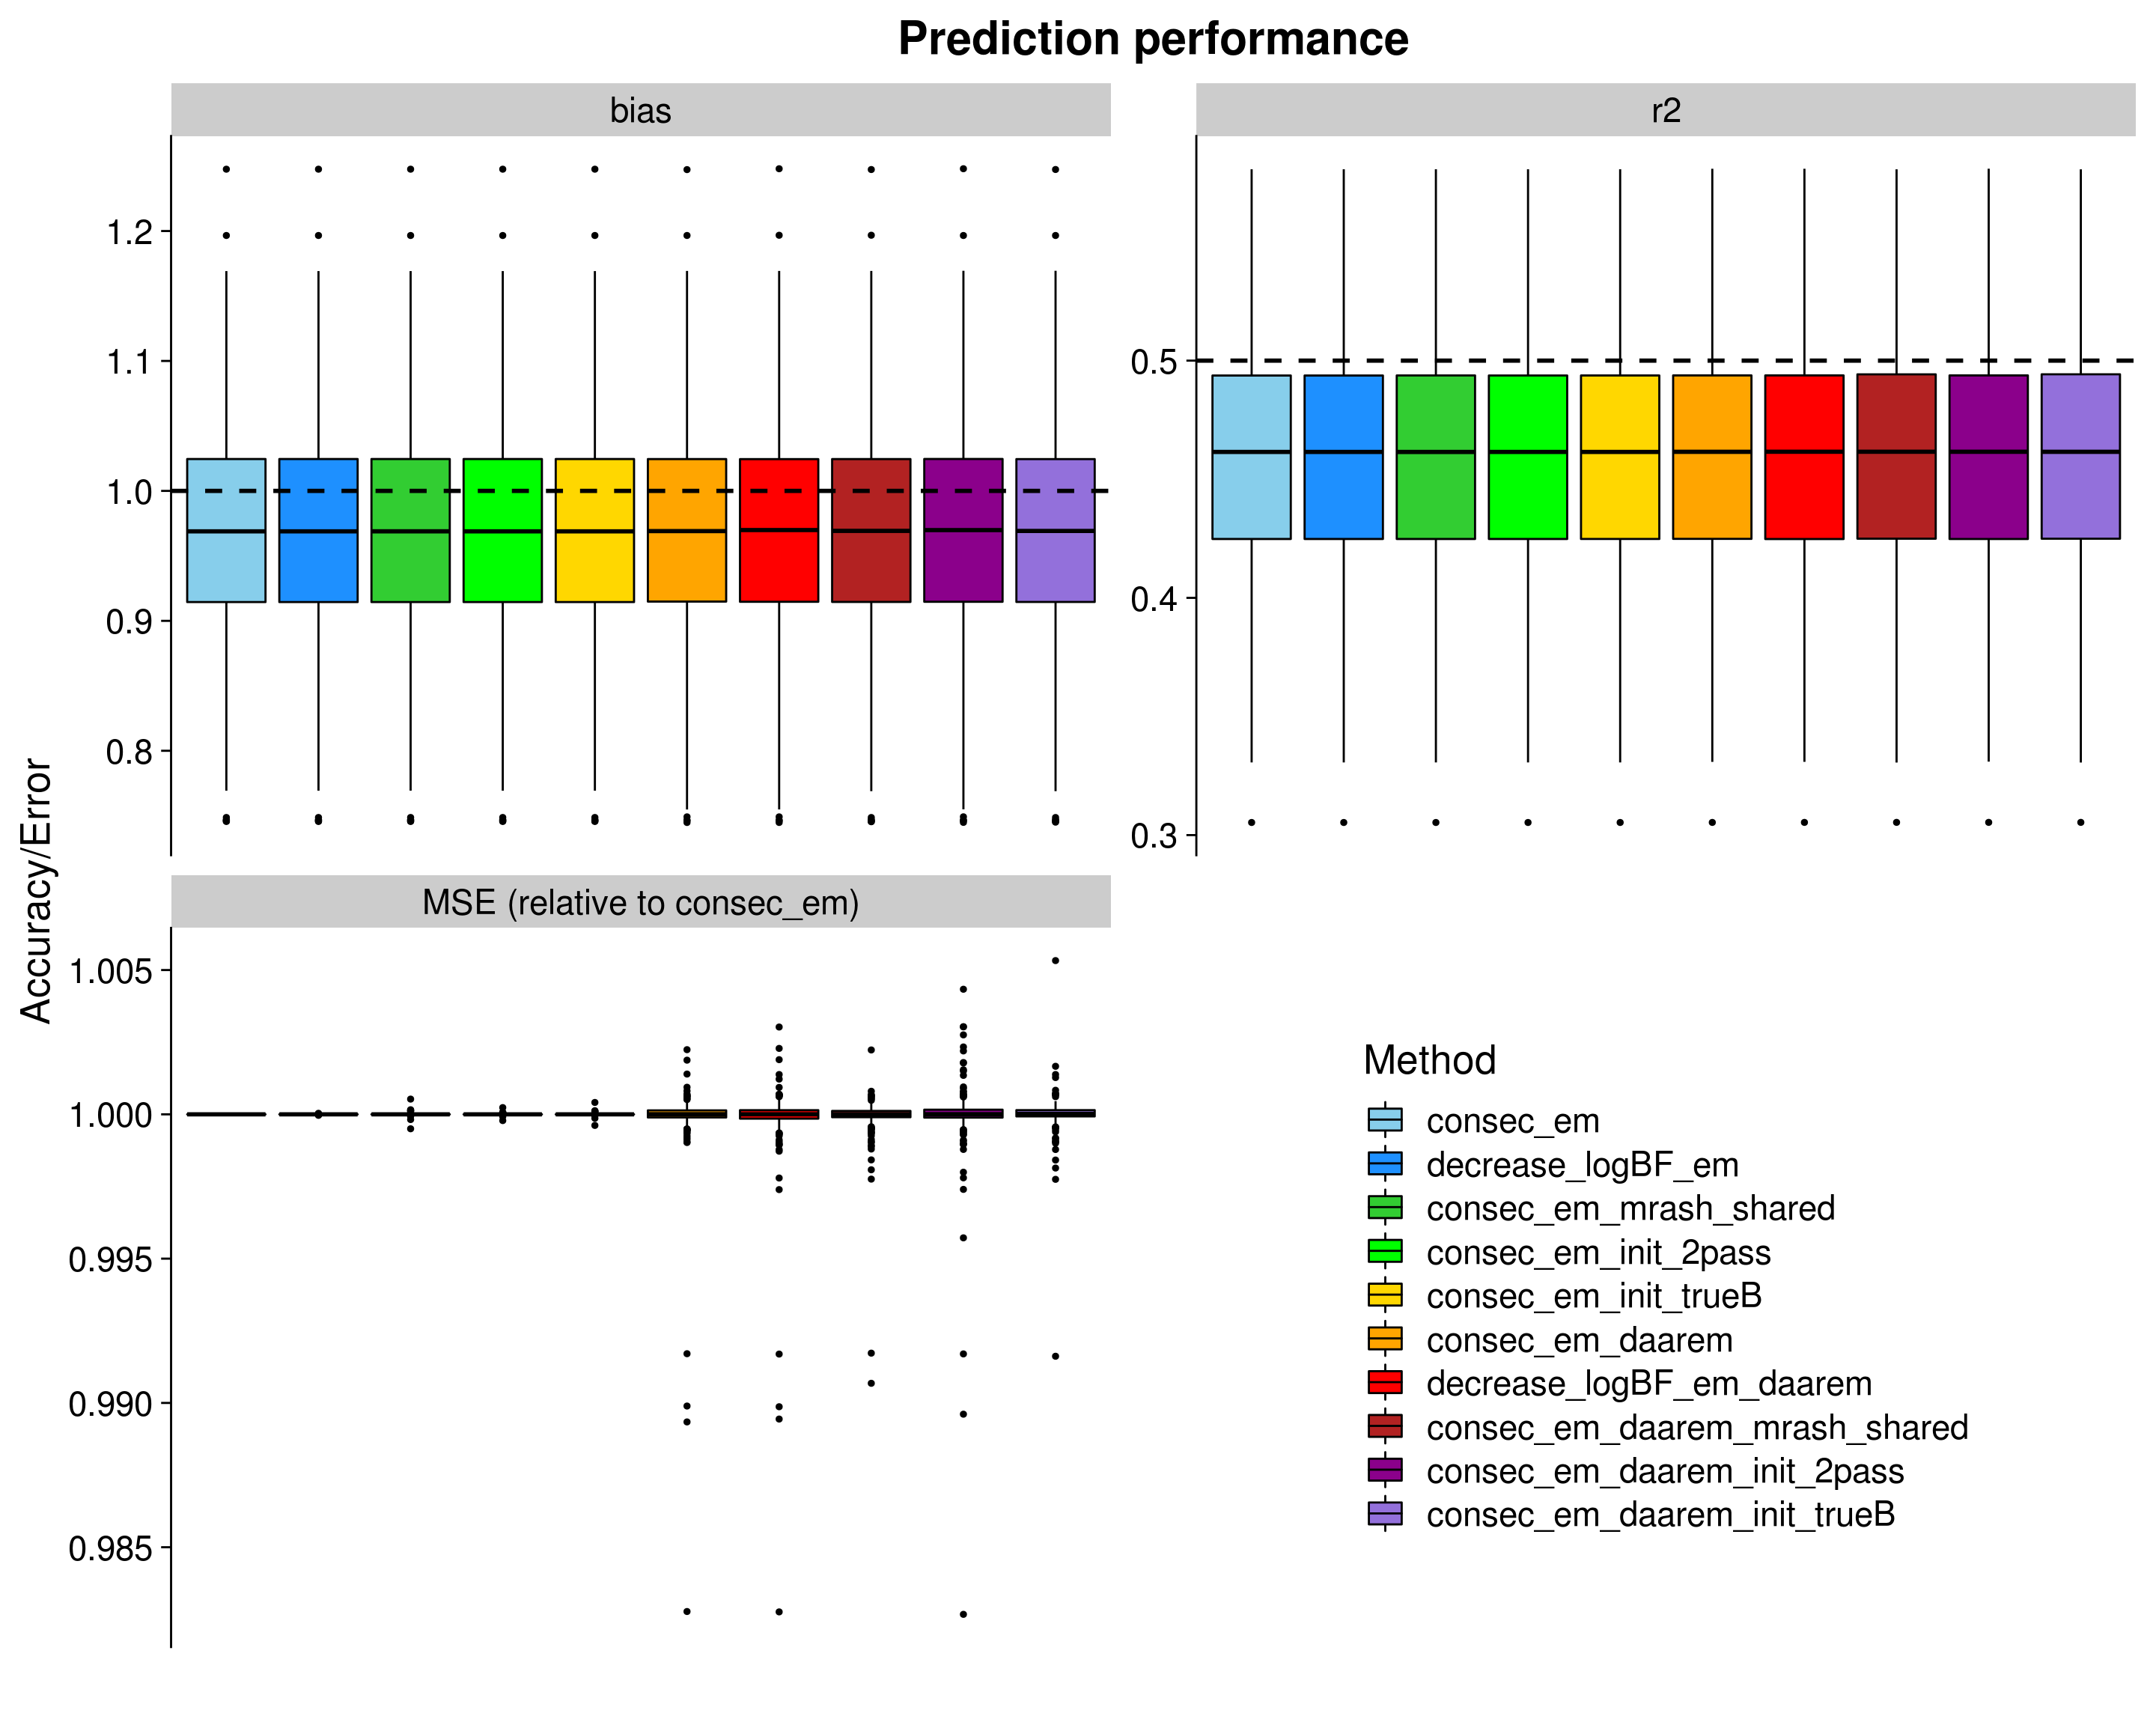 Prediction performance
bias
r2
1.2
1.1
1.0
0.9
0.8
0.5
0.4
0.3
Accuracy/Error
MSE (relative to consec_em)
1.005
1.000
0.995
0.990
0.985
Method
consec_em
decrease_logBF_em
consec_em_mrash_shared
consec_em_init_2pass
consec_em_init_trueB
consec_em_daarem
decrease_logBF_em_daarem
consec_em_daarem_mrash_shared
consec_em_daarem_init_2pass
consec_em_daarem_init_trueB